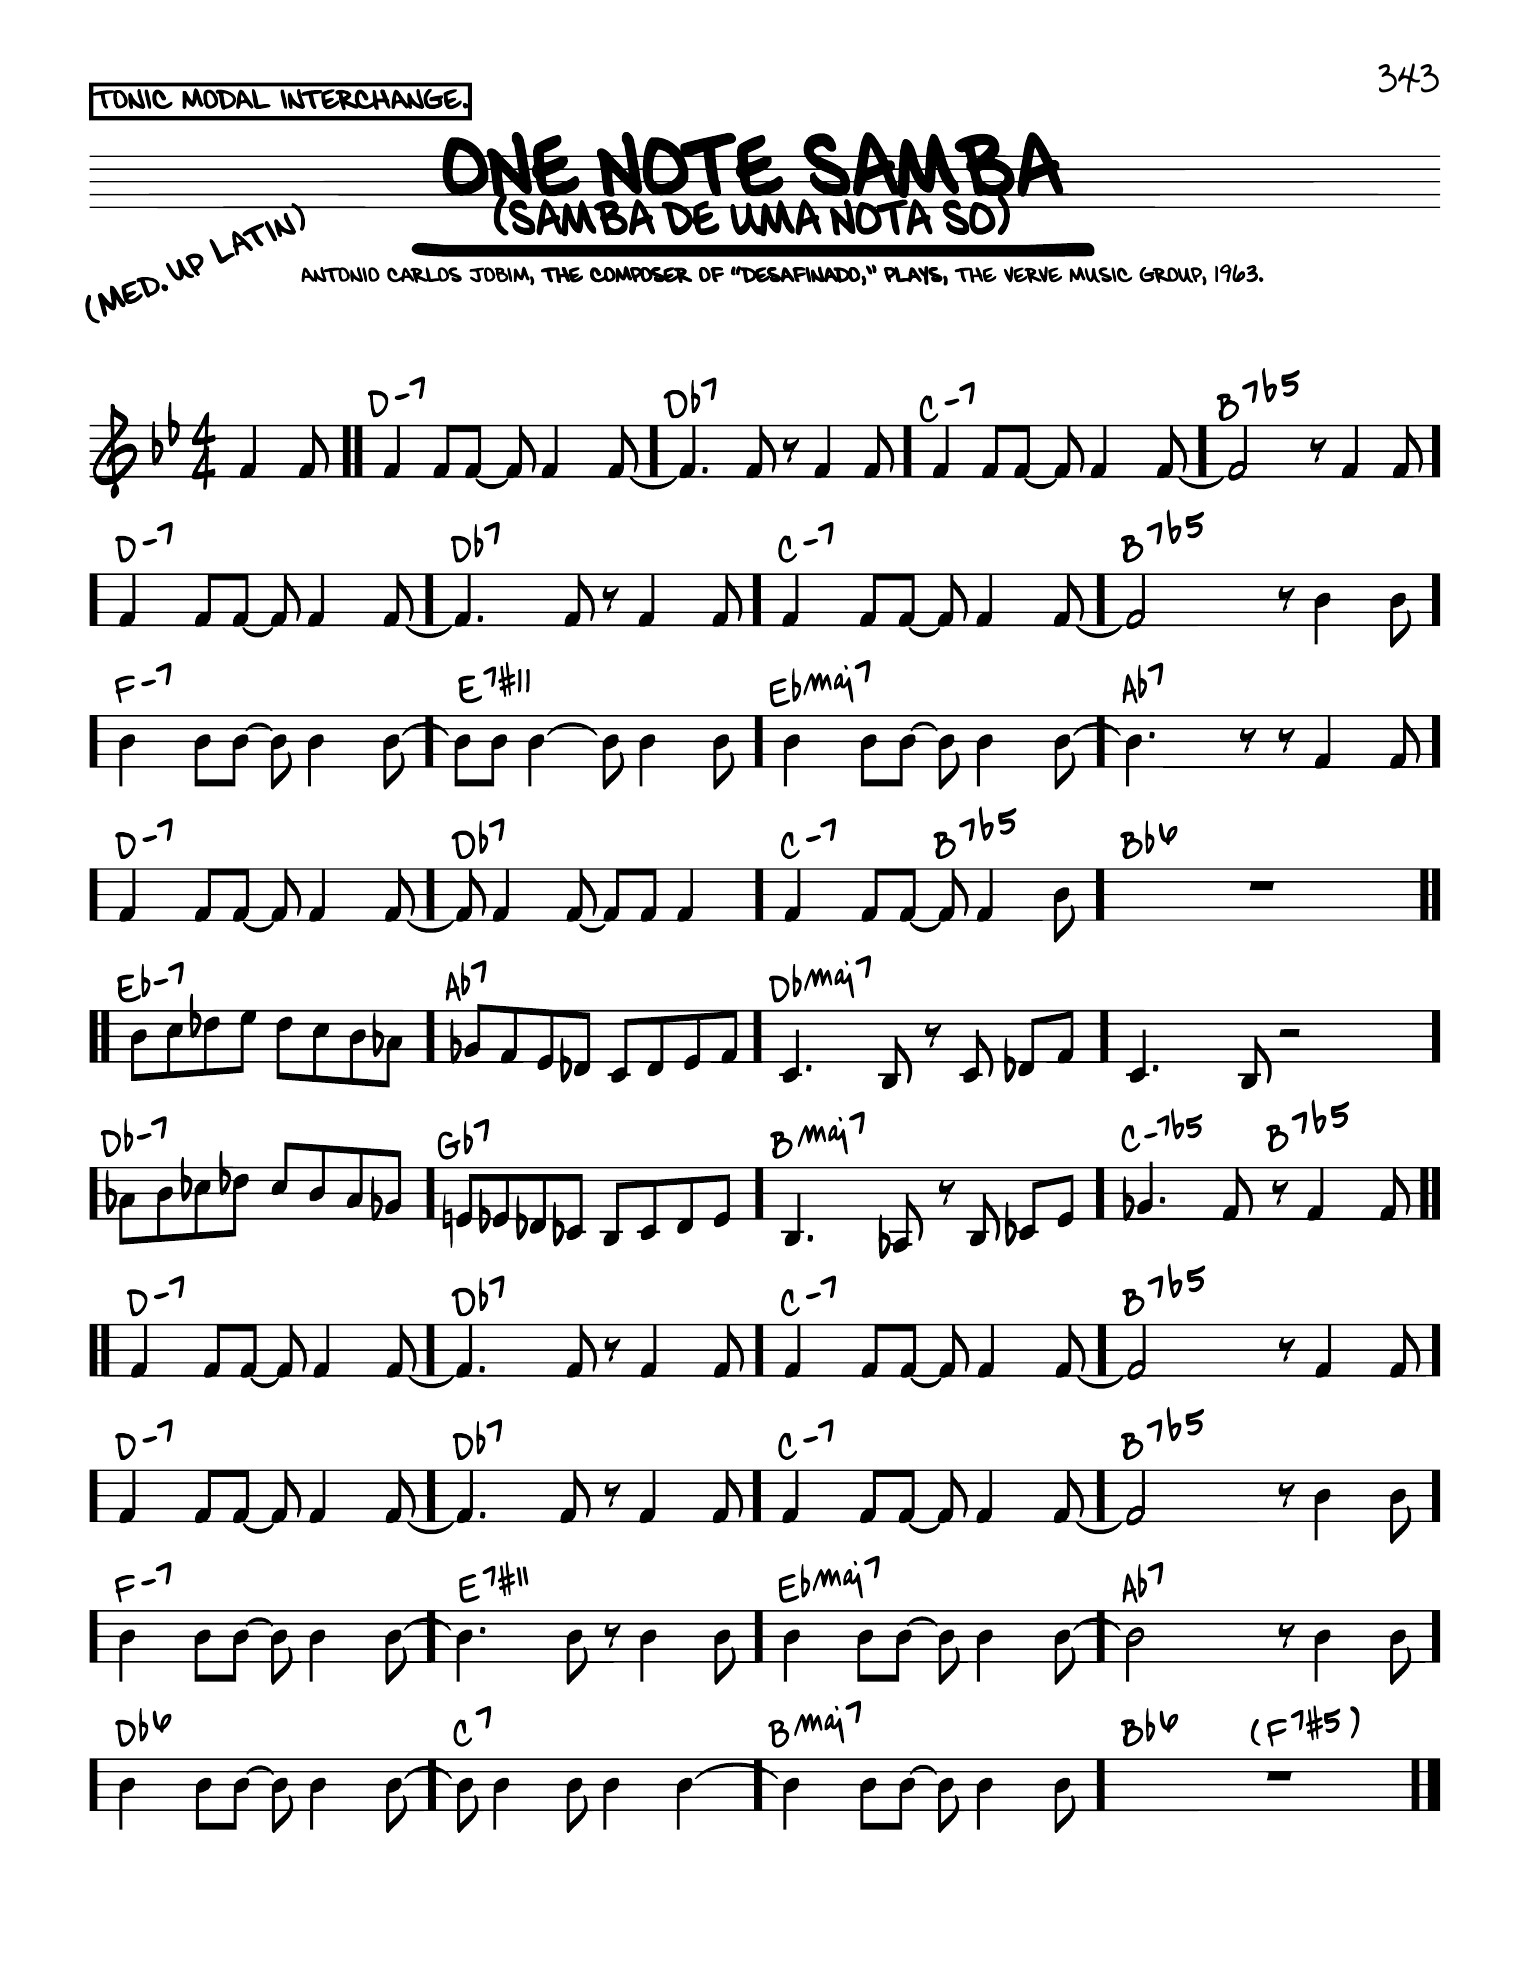 343
TONIC MODAL INTERCHANGE.
ONE NOTE SAMBA
(SAMBA DE UMA NOTA SO)
(MED. UP LATIN)
ANTONIO CARLOS JOBIM, THE COMPOSER OF "DESAFINADO," PLAYS, THE VERVE MUSIC GROUP, 1963.
D-7 Db7 C-7 B7b5
4
4
D-7 Db7 C-7 B7b5
F-7 E7#11 Ebmaj7 Ab7
D-7 Db7 C-7 B7b5 Bb6
Eb-7 Ab7 Dbmaj7
Db-7 Gb7 Bmaj7 C-7b5 B7b5
D-7 Db7 C-7 B7b5
D-7 Db7 C-7 B7b5
F-7 E7#11 Ebmaj7 Ab7
Db6 C7 Bmaj7 Bb6 (F7#5)